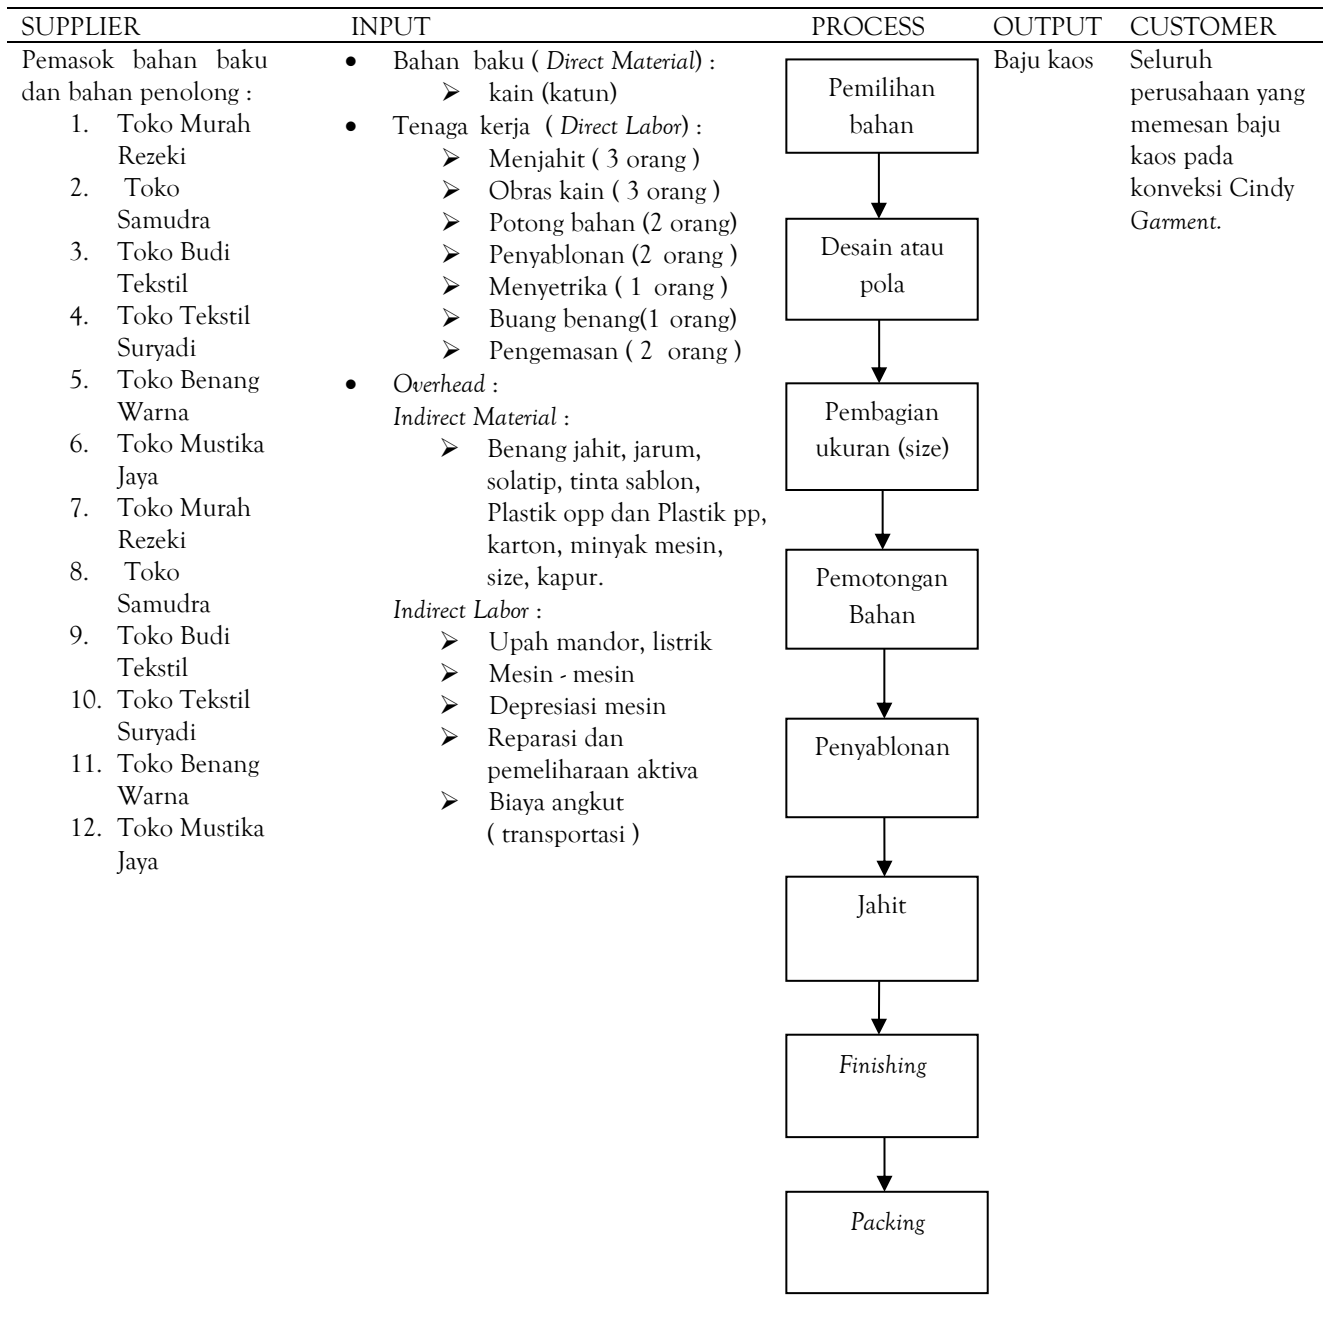 SUPPLIER INPUT PROCESS OUTPUT CUSTOMER
Pemasok bahan baku
dan bahan penolong :
1. Toko Murah
Rezeki
2. Toko
Samudra
3. Toko Budi
Tekstil
4. Toko Tekstil
Suryadi
5. Toko Benang
Warna
6. Toko Mustika
Jaya
7. Toko Murah
Rezeki
8. Toko
Samudra
9. Toko Budi
Tekstil
10. Toko Tekstil
Suryadi
11. Toko Benang
Warna
12. Toko Mustika
Jaya
• Bahan baku ( Direct Material) :
➢ kain (katun)
• Tenaga kerja ( Direct Labor) :
➢ Menjahit ( 3 orang )
➢ Obras kain ( 3 orang )
➢ Potong bahan (2 orang)
➢ Penyablonan (2 orang )
➢ Menyetrika ( 1 orang )
➢ Buang benang(1 orang)
➢ Pengemasan ( 2 orang )
• Overhead :
Indirect Material :
➢ Benang jahit, jarum,
solatip, tinta sablon,
Plastik opp dan Plastik pp,
karton, minyak mesin,
size, kapur.
Indirect Labor :
➢ Upah mandor, listrik
➢ Mesin - mesin
➢ Depresiasi mesin
➢ Reparasi dan
pemeliharaan aktiva
➢ Biaya angkut
( transportasi )
Pemilihan
bahan
Desain atau
pola
Pembagian
ukuran (size)
Pemotongan
Bahan
Penyablonan
Jahit
Finishing
Packing
Baju kaos
Seluruh
perusahaan yang
memesan baju
kaos pada
konveksi Cindy
Garment.